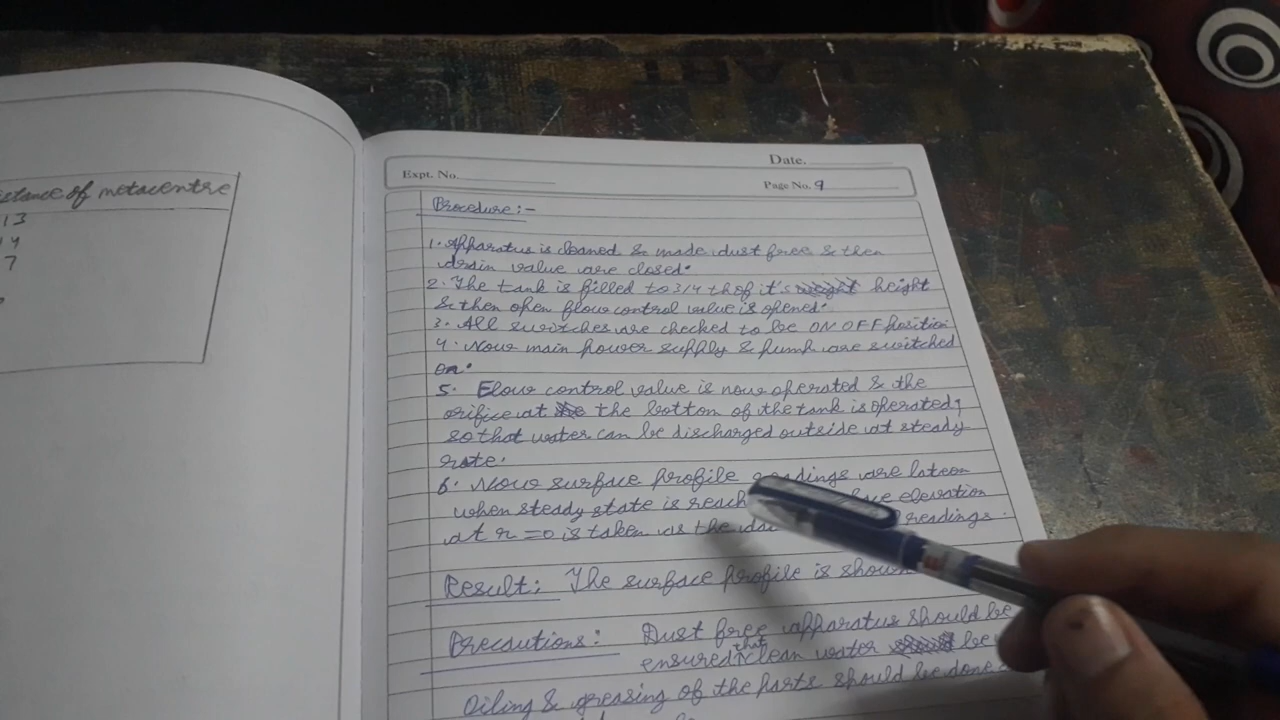 stance of metacentre
13
14
7
Date.
Expt. No.
Page No. 9
Procedure:-
1. Apparatus is cleaned & made dust free & then
drain value are closed.
2. The tank is filled to 3/4 th of it's height
& then open flow control value is opened.
3. All switches are checked to be ON OFF position
4. Now main power supply & pump are switched
on.
5. Flow control value is now operated & the
orifice at the bottom of the tank is operated,
so that water can be discharged outside at steady
rate.
6. Now surface profile readings are
when steady state is reach elevation
at r = 0 is taken as the readings.
Result: The surface profile is shown
Precautions: Dust free apparatus should be
ensured that clean water be
Oiling & greasing of the parts should be done